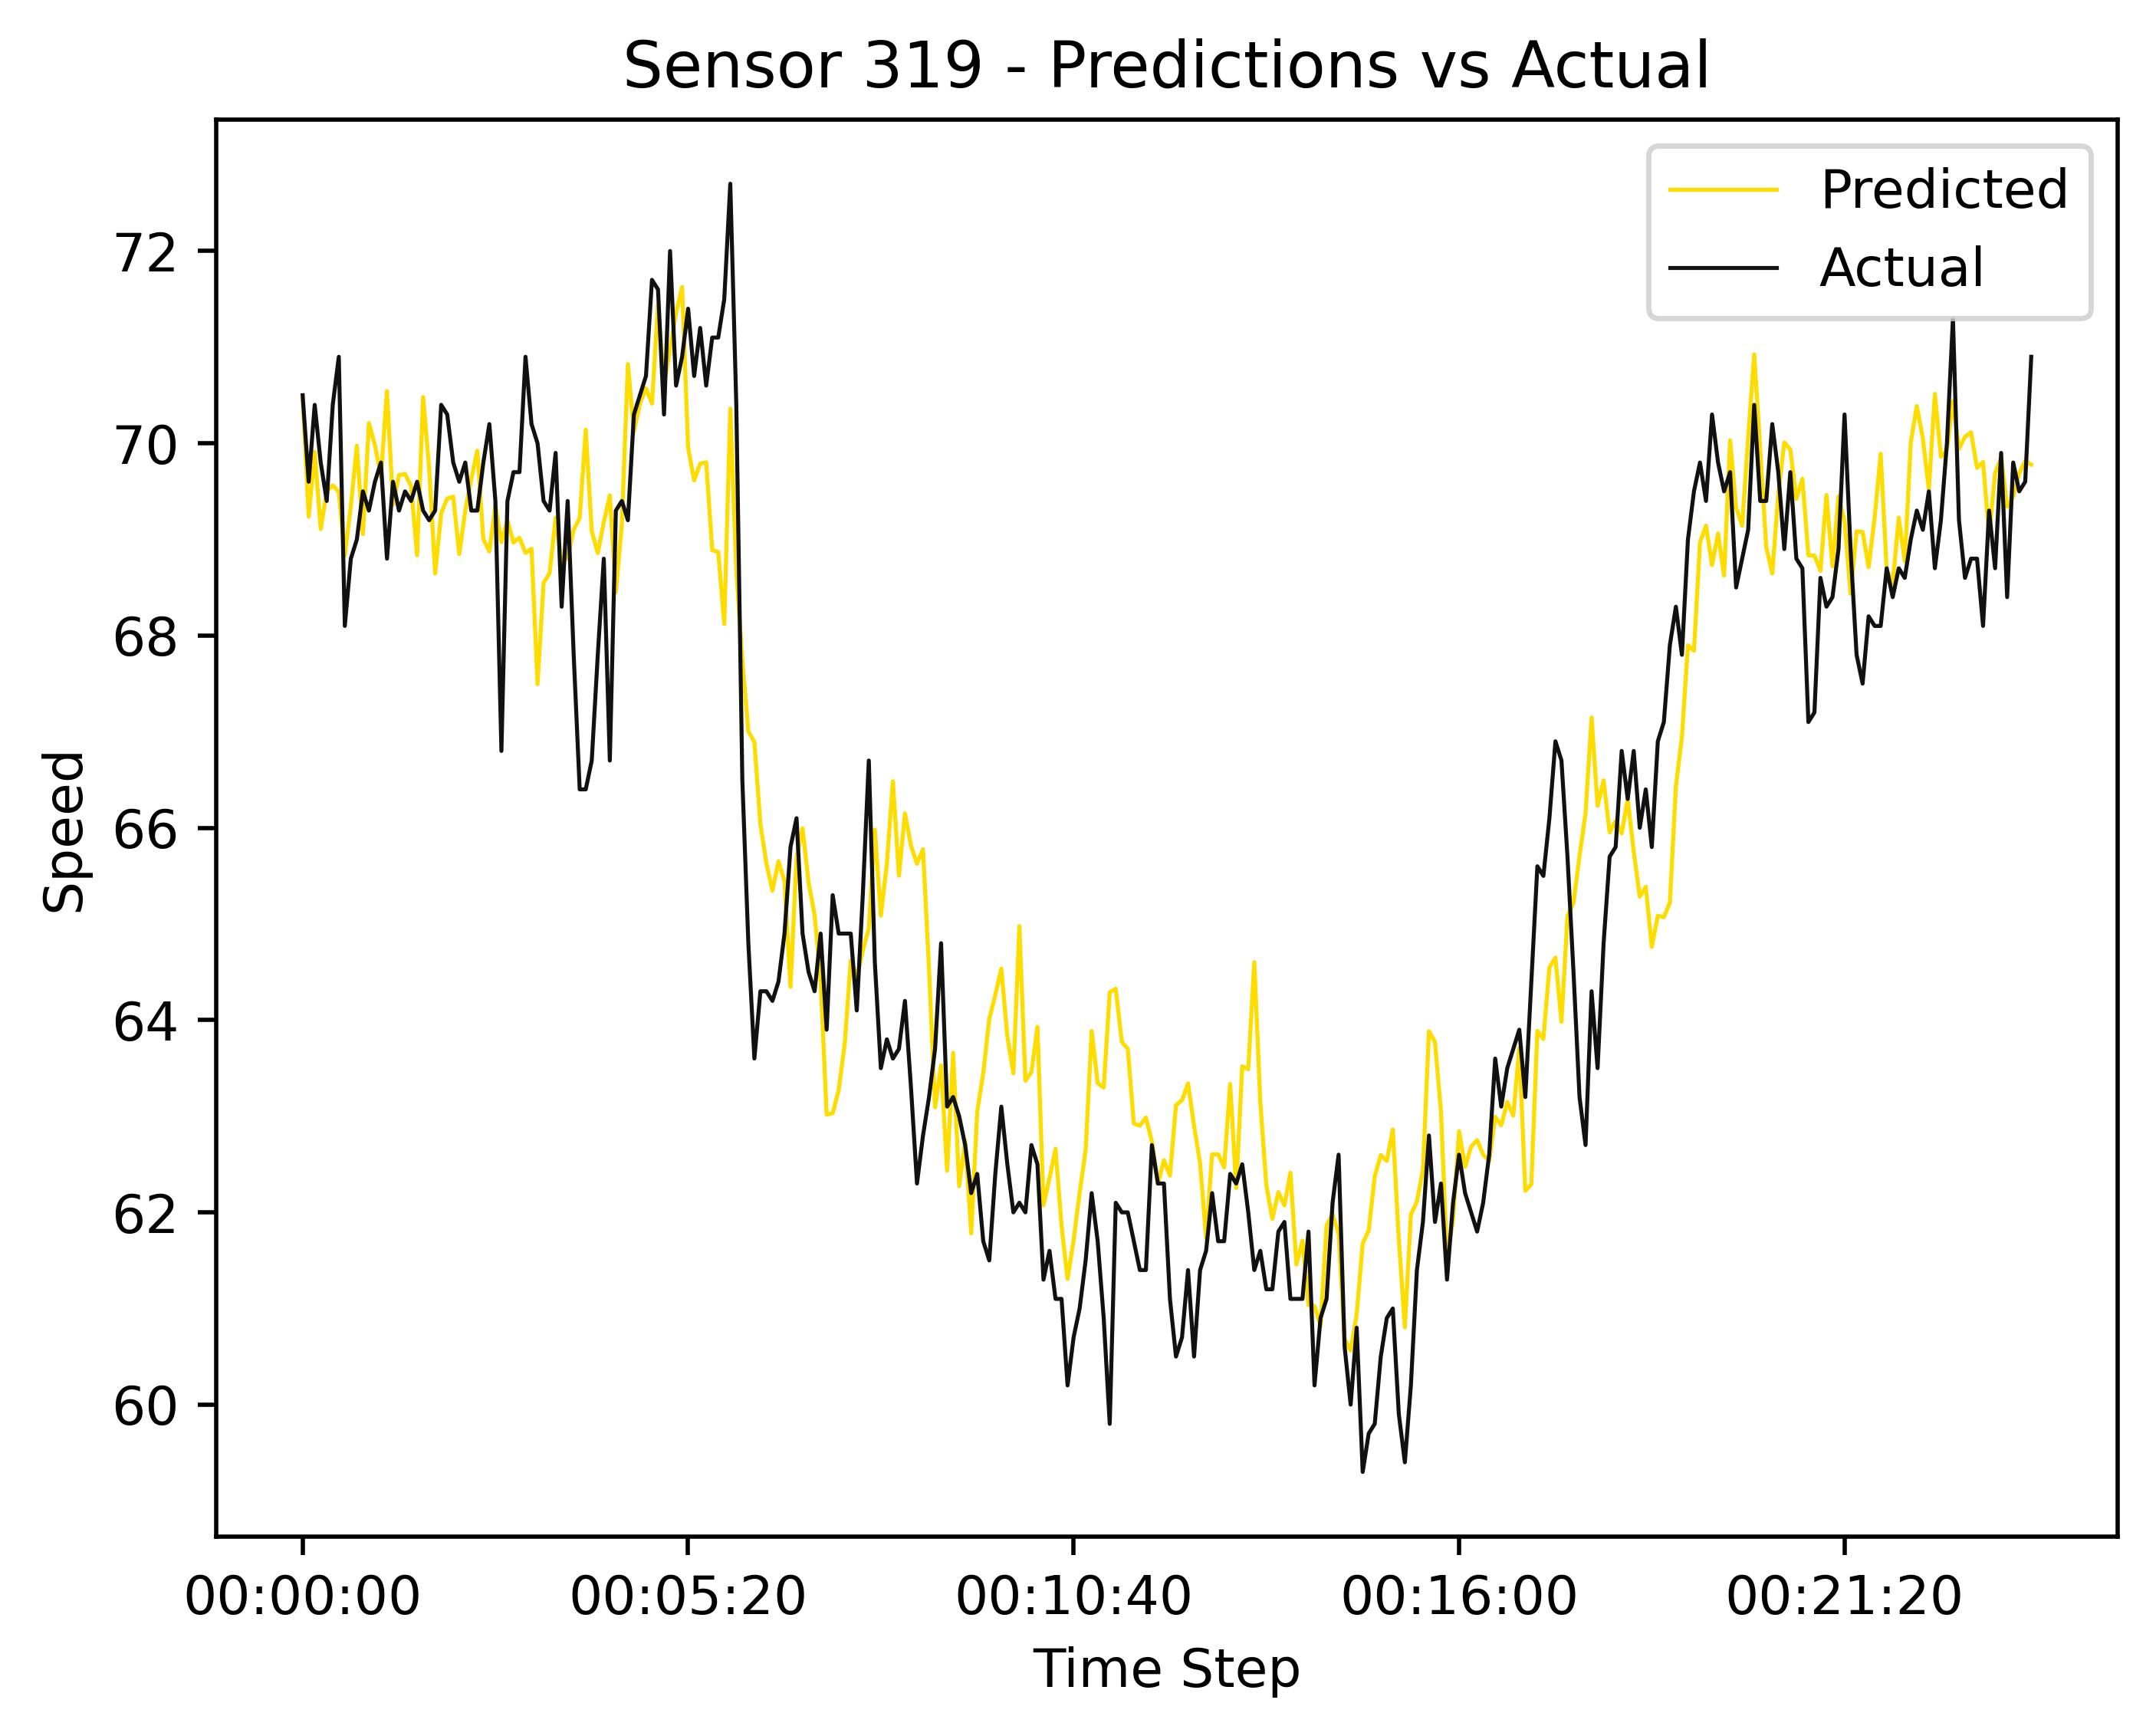 Sensor 319 - Predictions vs Actual
Predicted
Actual
72
70
68
66
64
62
60
Speed
00:00:00
00:05:20
00:10:40
00:16:00
00:21:20
Time Step